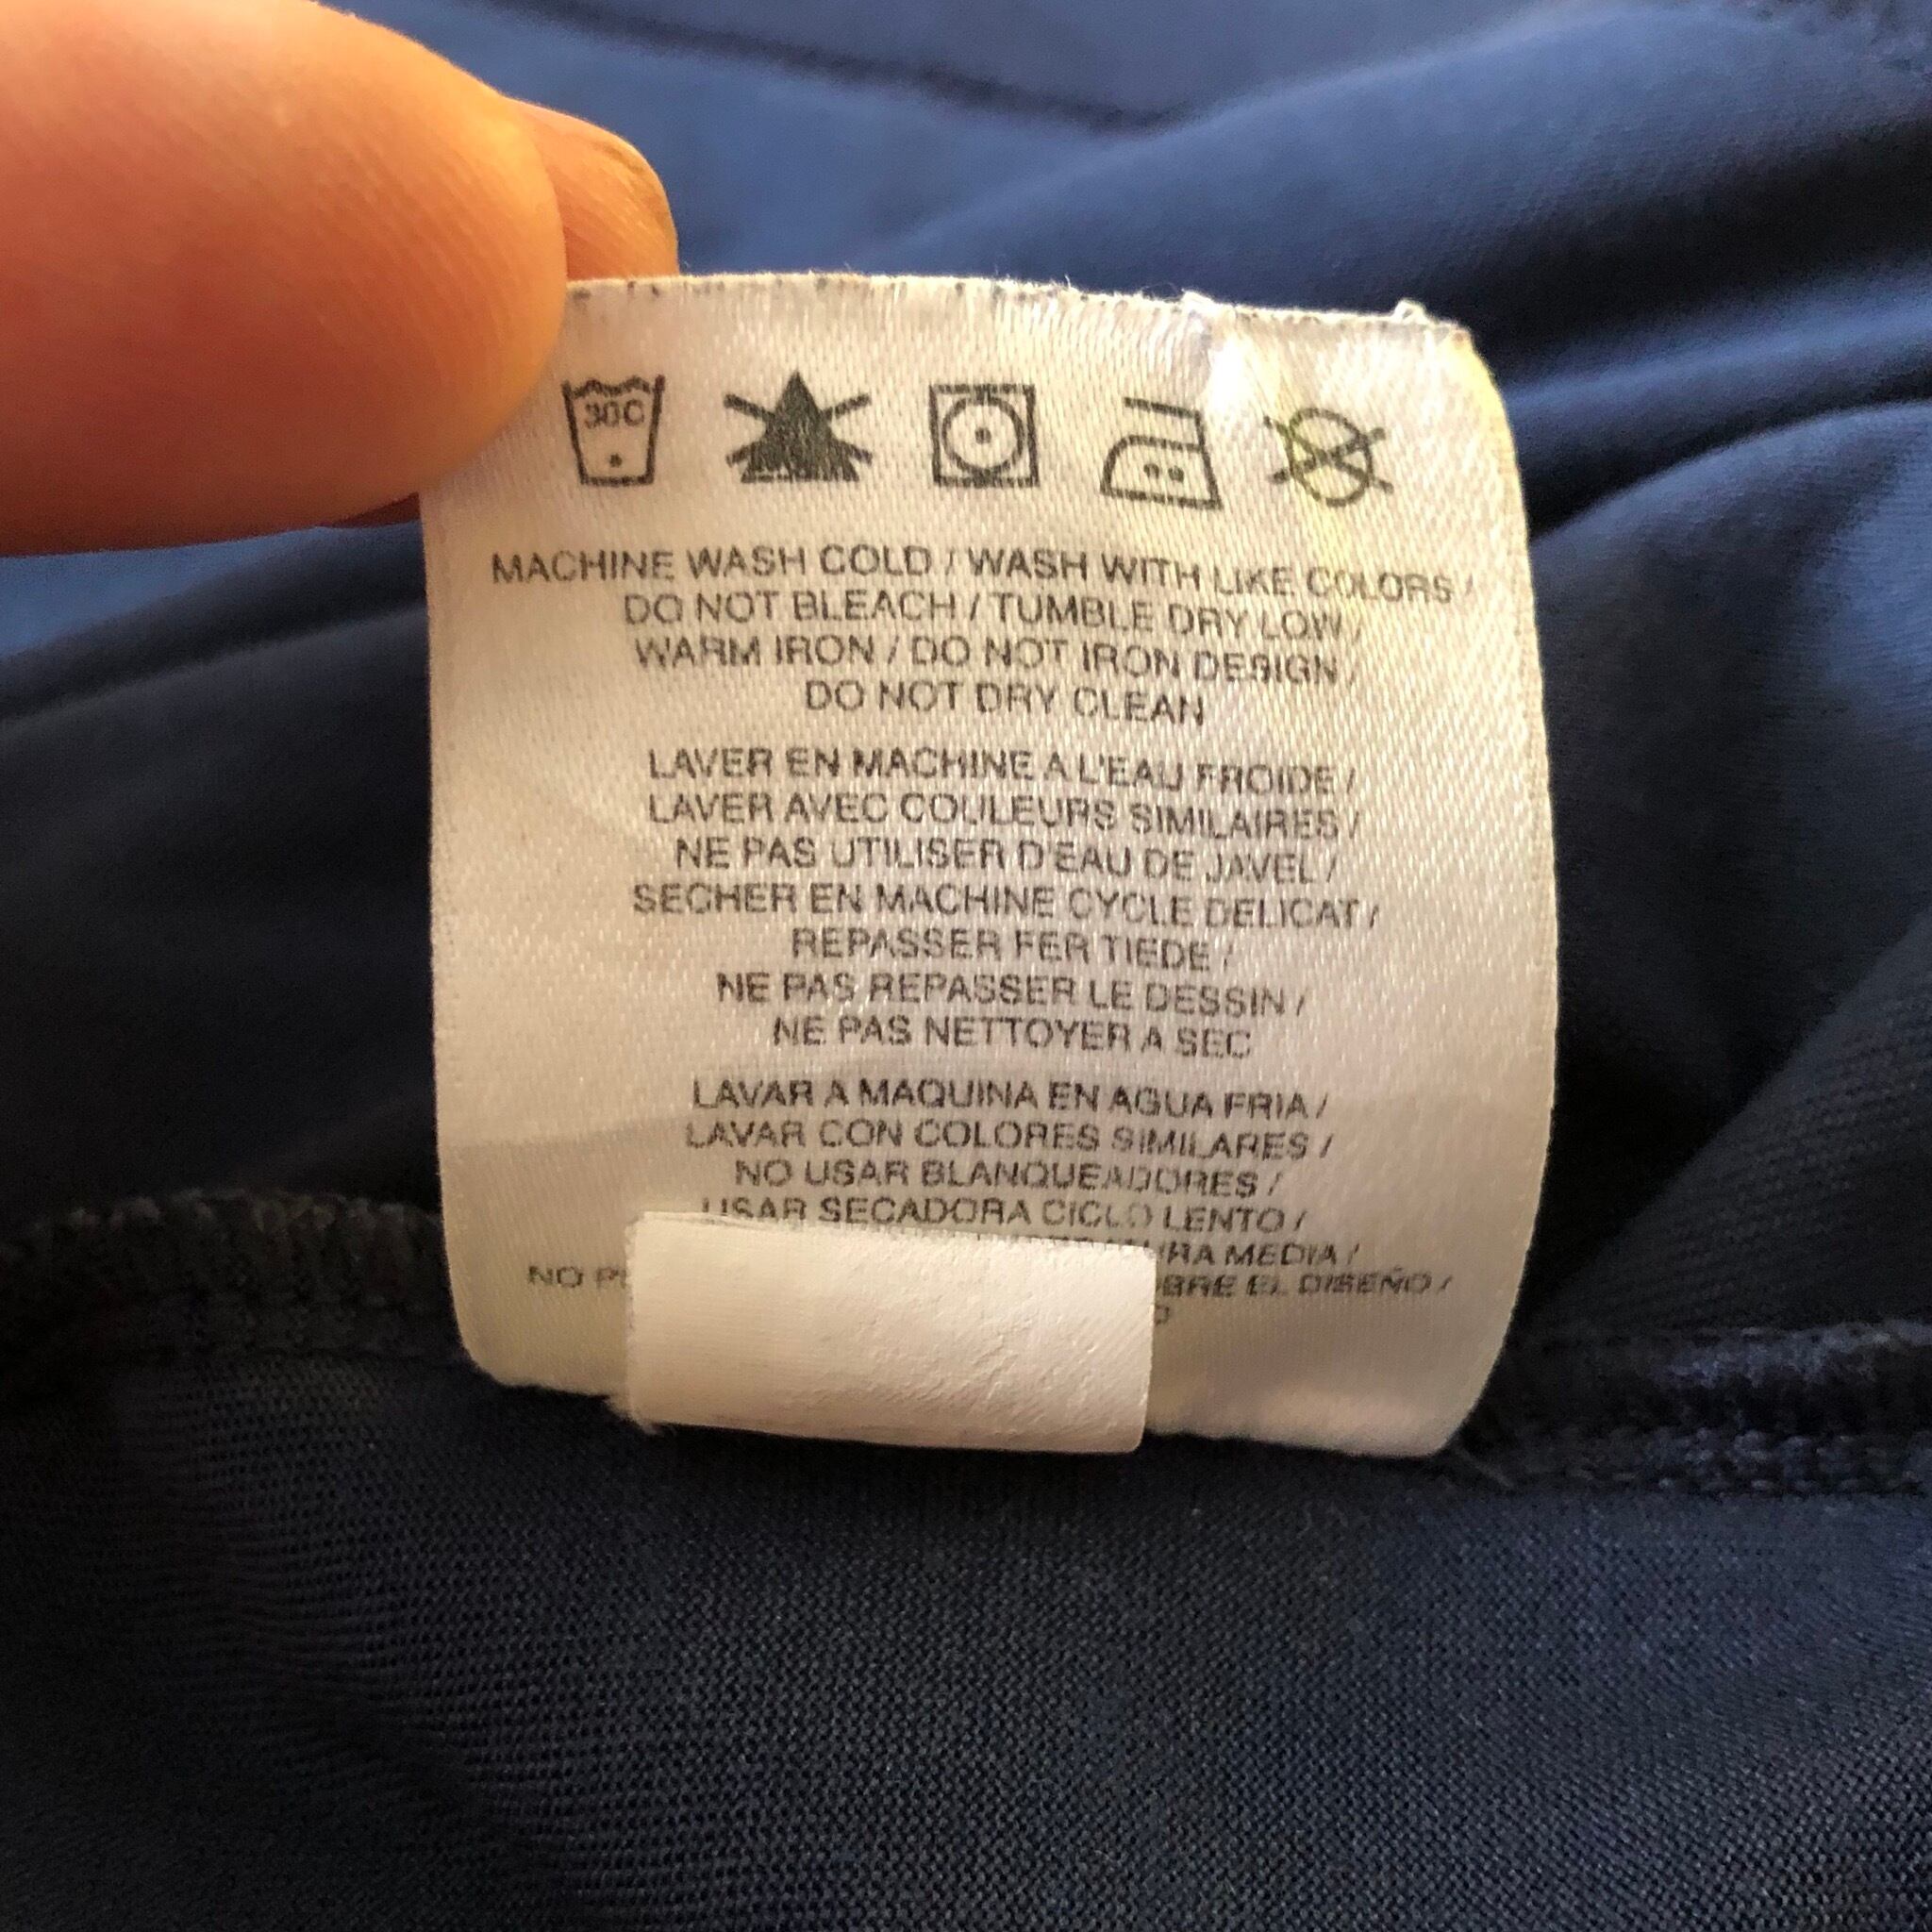 30C
MACHINE WASH COLD / WASH WITH LIKE COLORS /
DO NOT BLEACH / TUMBLE DRY LOW /
WARM IRON / DO NOT IRON DESIGN /
DO NOT DRY CLEAN
LAVER EN MACHINE A L'EAU FROIDE /
LAVER AVEC COULEURS SIMILAIRES /
NE PAS UTILISER D'EAU DE JAVEL /
SECHER EN MACHINE CYCLE DELICAT /
REPASSER FER TIEDE /
NE PAS REPASSER LE DESSIN /
NE PAS NETTOYER A SEC
LAVAR A MAQUINA EN AGUA FRIA /
LAVAR CON COLORES SIMILARES /
NO USAR BLANQUEADORES /
USAR SECADORA CICLO LENTO /
MEDIA /
NO EL DISEÑO /